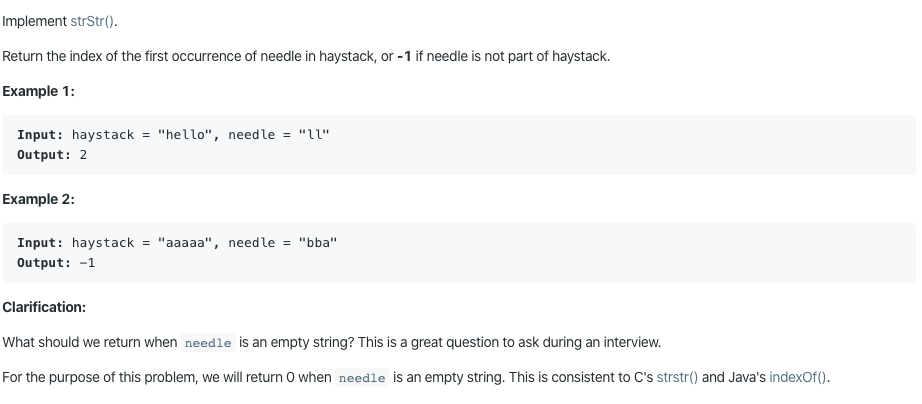 Implement strStr().
Return the index of the first occurrence of needle in haystack, or -1 if needle is not part of haystack.
Example 1:
Input: haystack = "hello", needle = "ll"
Output: 2
Example 2:
Input: haystack = "aaaaa", needle = "bba"
Output: -1
Clarification:
What should we return when needle is an empty string? This is a great question to ask during an interview.
For the purpose of this problem, we will return 0 when needle is an empty string. This is consistent to C's strstr() and Java's indexOf().